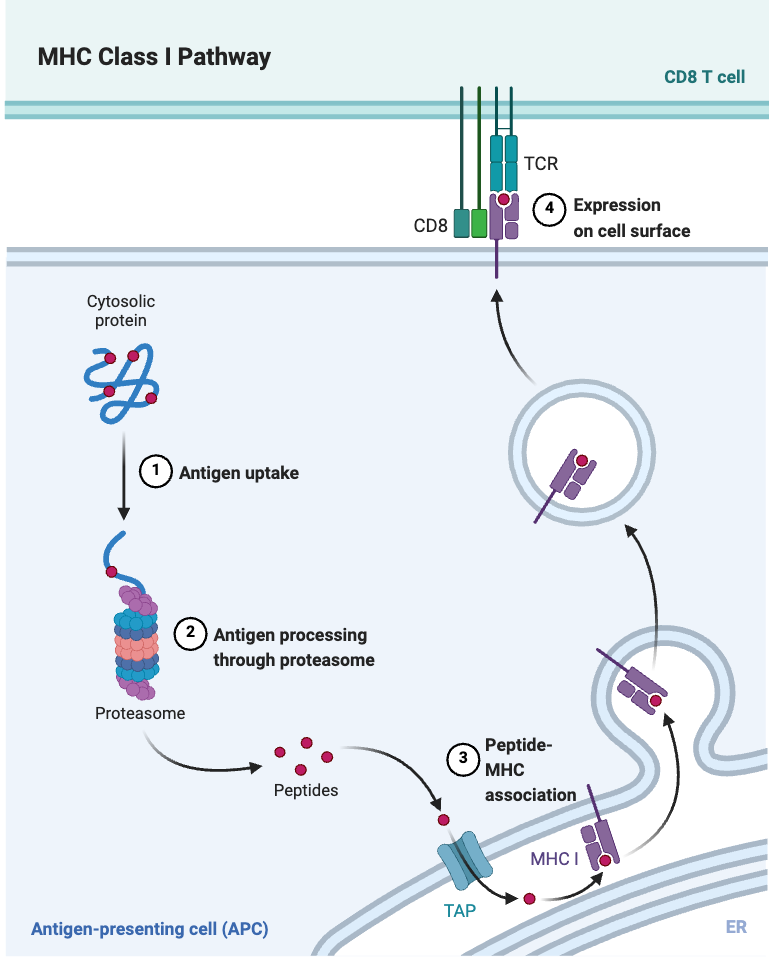 MHC Class I Pathway
CD8 T cell
TCR
CD8
4
Expression
on cell surface
Cytosolic
protein
1
Antigen uptake
2
Antigen processing
through proteasome
Proteasome
Peptides
3
Peptide-
MHC
association
MHC I
TAP
Antigen-presenting cell (APC)
ER